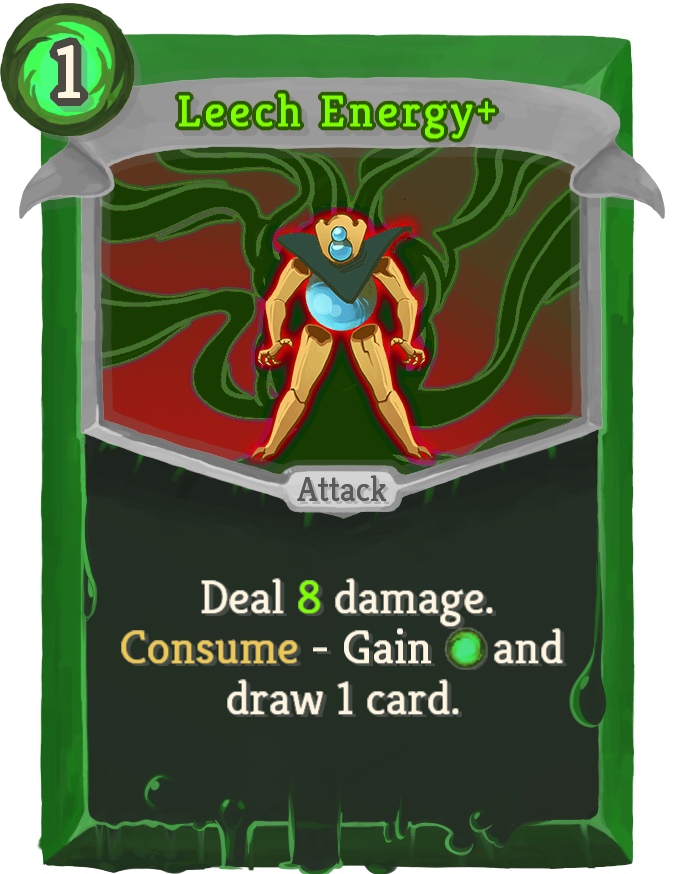 1
Leech Energy+
Attack
Deal 8 damage.
Consume - Gain and
draw 1 card.